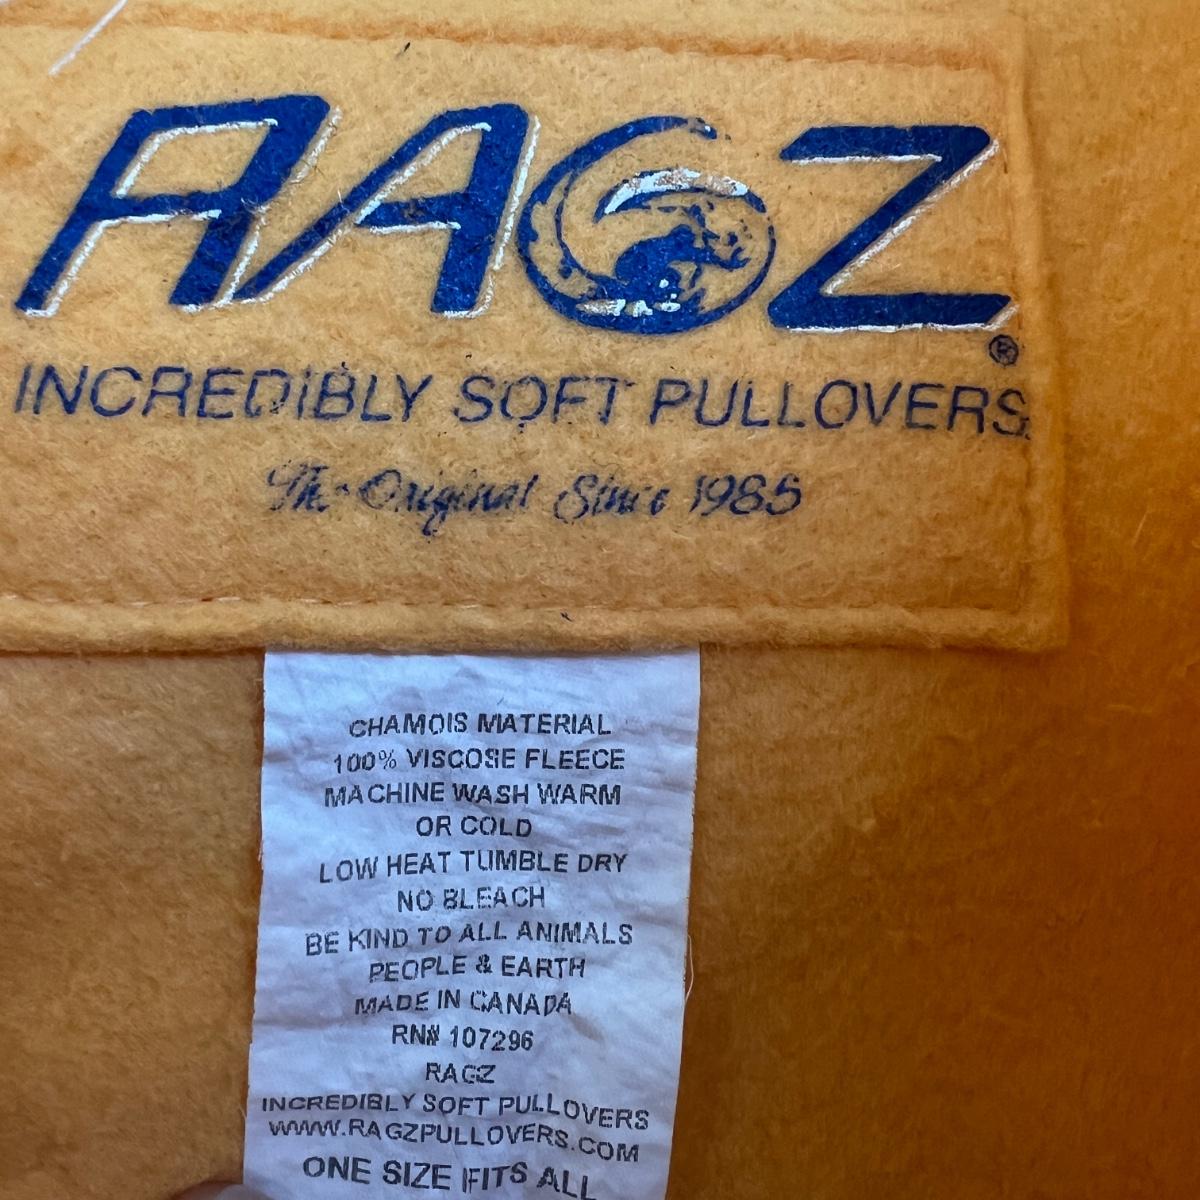 RAGZ
®
INCREDIBLY SOFT PULLOVERS
The Original Since 1985
CHAMOIS MATERIAL
100% VISCOSE FLEECE
MACHINE WASH WARM
OR COLD
LOW HEAT TUMBLE DRY
NO BLEACH
BE KIND TO ALL ANIMALS
PEOPLE & EARTH
MADE IN CANADA
RN# 107296
RAGZ
INCREDIBLY SOFT PULLOVERS
WWW.RAGZPULLOVERS.COM
ONE SIZE FITS ALL